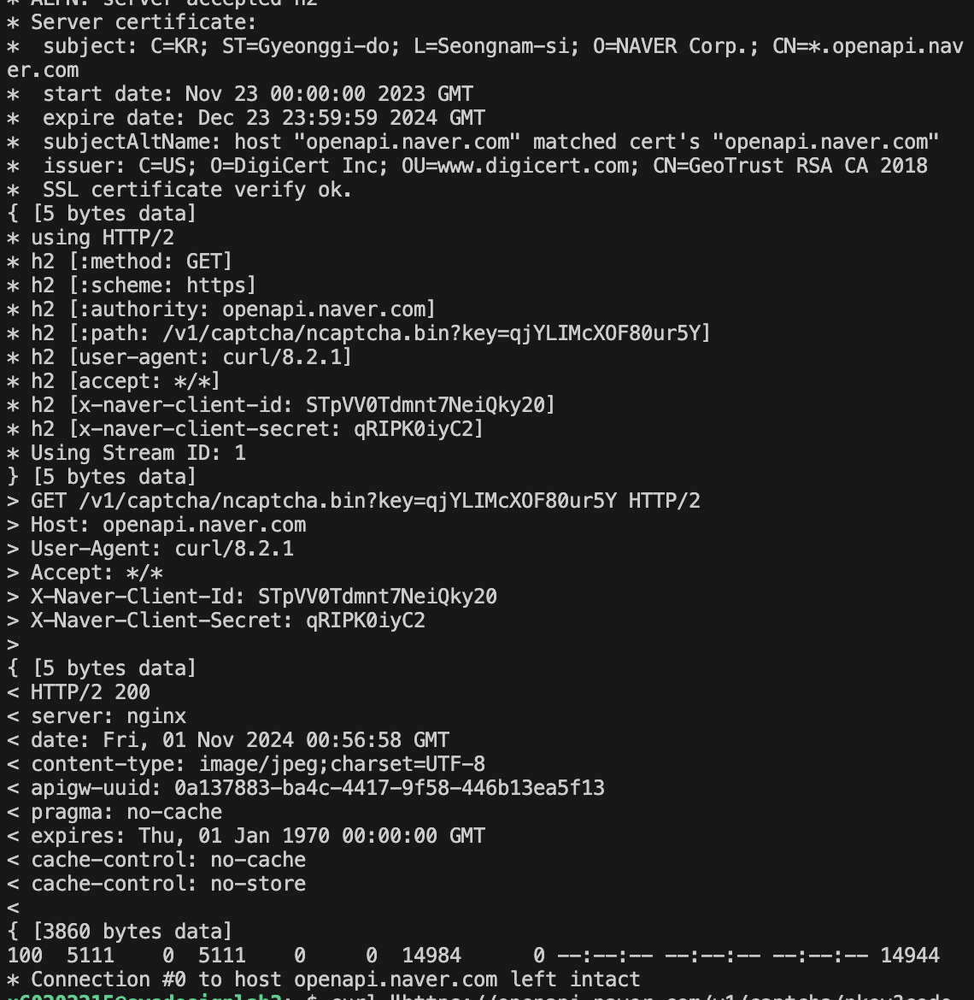 * ALPN: server accepted h2
* Server certificate:
*  subject: C=KR; ST=Gyeonggi-do; L=Seongnam-si; O=NAVER Corp.; CN=*.openapi.nav
er.com
*  start date: Nov 23 00:00:00 2023 GMT
*  expire date: Dec 23 23:59:59 2024 GMT
*  subjectAltName: host "openapi.naver.com" matched cert's "openapi.naver.com"
*  issuer: C=US; O=DigiCert Inc; OU=www.digicert.com; CN=GeoTrust RSA CA 2018
*  SSL certificate verify ok.
{ [5 bytes data]
* using HTTP/2
* h2 [:method: GET]
* h2 [:scheme: https]
* h2 [:authority: openapi.naver.com]
* h2 [:path: /v1/captcha/ncaptcha.bin?key=qjYLIMcXOF80ur5Y]
* h2 [user-agent: curl/8.2.1]
* h2 [accept: */*]
* h2 [x-naver-client-id: STpVV0Tdmnt7NeiQky20]
* h2 [x-naver-client-secret: qRIPK0iyC2]
* Using Stream ID: 1
} [5 bytes data]
> GET /v1/captcha/ncaptcha.bin?key=qjYLIMcXOF80ur5Y HTTP/2
> Host: openapi.naver.com
> User-Agent: curl/8.2.1
> Accept: */*
> X-Naver-Client-Id: STpVV0Tdmnt7NeiQky20
> X-Naver-Client-Secret: qRIPK0iyC2
>
{ [5 bytes data]
< HTTP/2 200
< server: nginx
< date: Fri, 01 Nov 2024 00:56:58 GMT
< content-type: image/jpeg;charset=UTF-8
< apigw-uuid: 0a137883-ba4c-4417-9f58-446b13ea5f13
< pragma: no-cache
< expires: Thu, 01 Jan 1970 00:00:00 GMT
< cache-control: no-cache
< cache-control: no-store
<
{ [3860 bytes data]
100  5111    0  5111    0     0  14984      0 --:--:-- --:--:-- --:--:-- 14944
* Connection #0 to host openapi.naver.com left intact
$ curl "https://openapi.naver.com/v1/captcha/